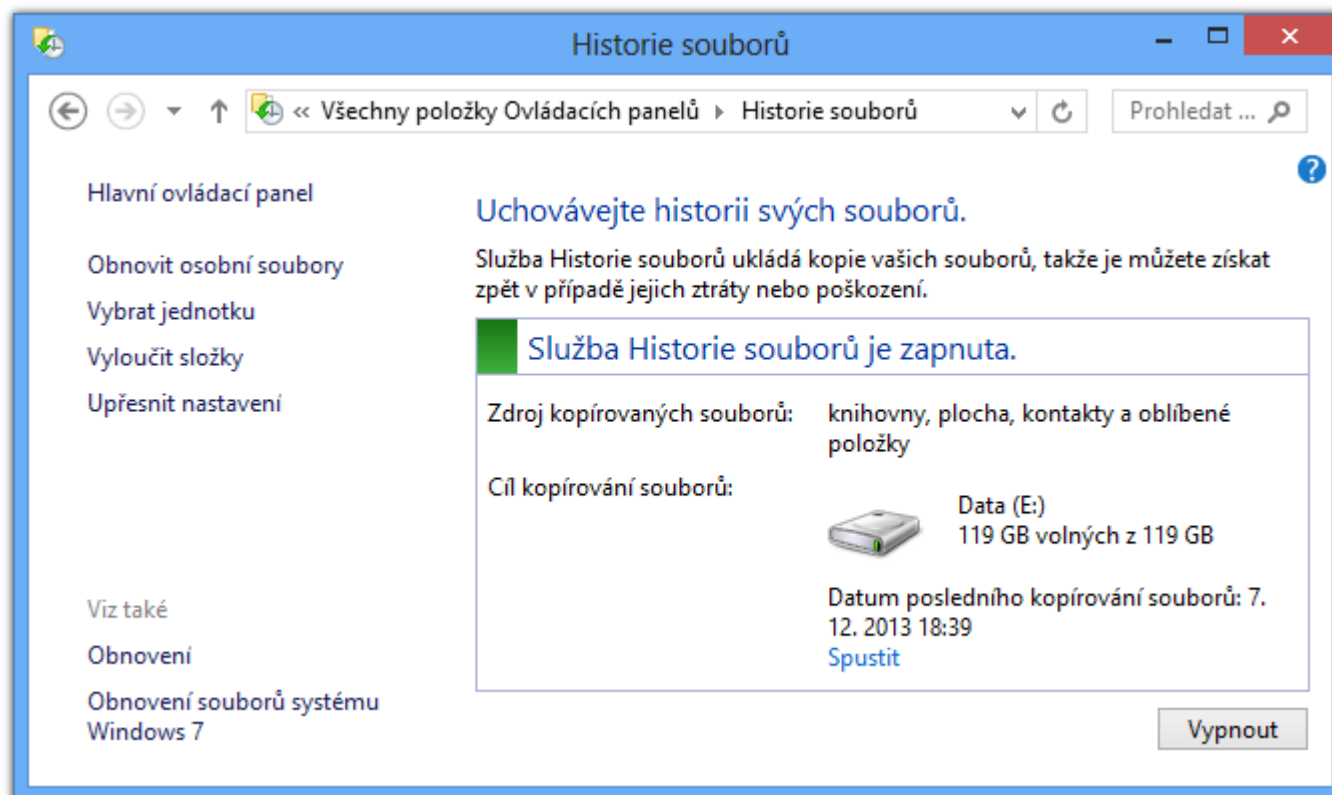 Historie souborů
« Všechny položky Ovládacích panelů ▸ Historie souborů
Prohledat ...
Hlavní ovládací panel
Obnovit osobní soubory
Vybrat jednotku
Vyloučit složky
Upřesnit nastavení
Viz také
Obnovení
Obnovení souborů systému
Windows 7
Uchovávejte historii svých souborů.
Služba Historie souborů ukládá kopie vašich souborů, takže je můžete získat
zpět v případě jejich ztráty nebo poškození.
Služba Historie souborů je zapnuta.
Zdroj kopírovaných souborů: knihovny, plocha, kontakty a oblíbené
položky
Cíl kopírování souborů:
Data (E:)
119 GB volných z 119 GB
Datum posledního kopírování souborů: 7.
12. 2013 18:39
Spustit
Vypnout